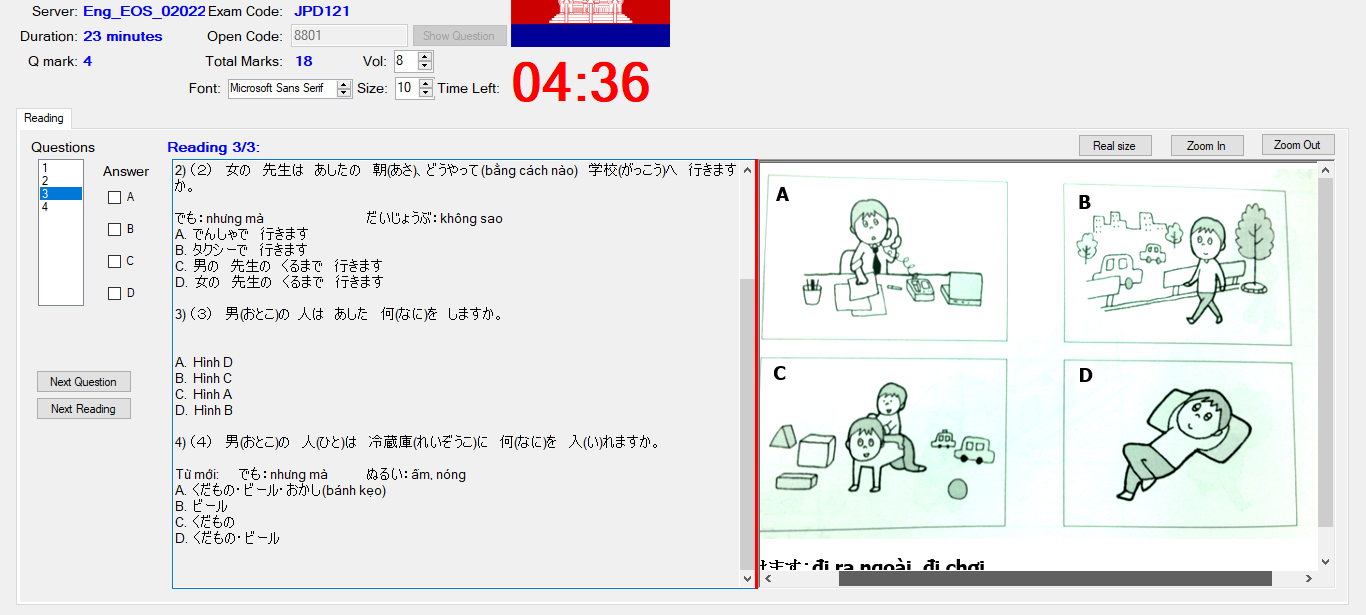 Server: Eng_EOS_02022 Exam Code: JPD121
Duration: 23 minutes Open Code: 8801 Show Question
Q mark: 4 Total Marks: 18 Vol: 8
Font: Microsoft Sans Serif Size: 10 Time Left: 04:36
Reading
Questions
Reading 3/3:
Real size Zoom In Zoom Out
1
2
3
4
Answer
A
B
C
D
Next Question
Next Reading
2) (2) 女の 先生は あしたの 朝(あさ)、どうやって(bằng cách nào) 学校(がっこう)へ 行きます
か。
でも: nhưng mà だいじょうぶ: không sao
A. でんしゃで 行きます
B. タクシーで 行きます
C. 男の 先生の くるまで 行きます
D. 女の 先生の くるまで 行きます
3) (3) 男(おとこ)の 人は あした 何(なに)を しますか。
A. Hình D
B. Hình C
C. Hình A
D. Hình B
4) (4) 男(おとこ)の 人(ひと)は 冷蔵庫(れいぞうこ)に 何(なに)を 入(い)れますか。
Từ mới: でも: nhưng mà ぬるい: ấm, nóng
A. くだもの・ビール・おかし(bánh kẹo)
B. ビール
C. くだもの
D. くだもの・ビール
A
B
C
D
ます: đi ra ngoài, đi chơi